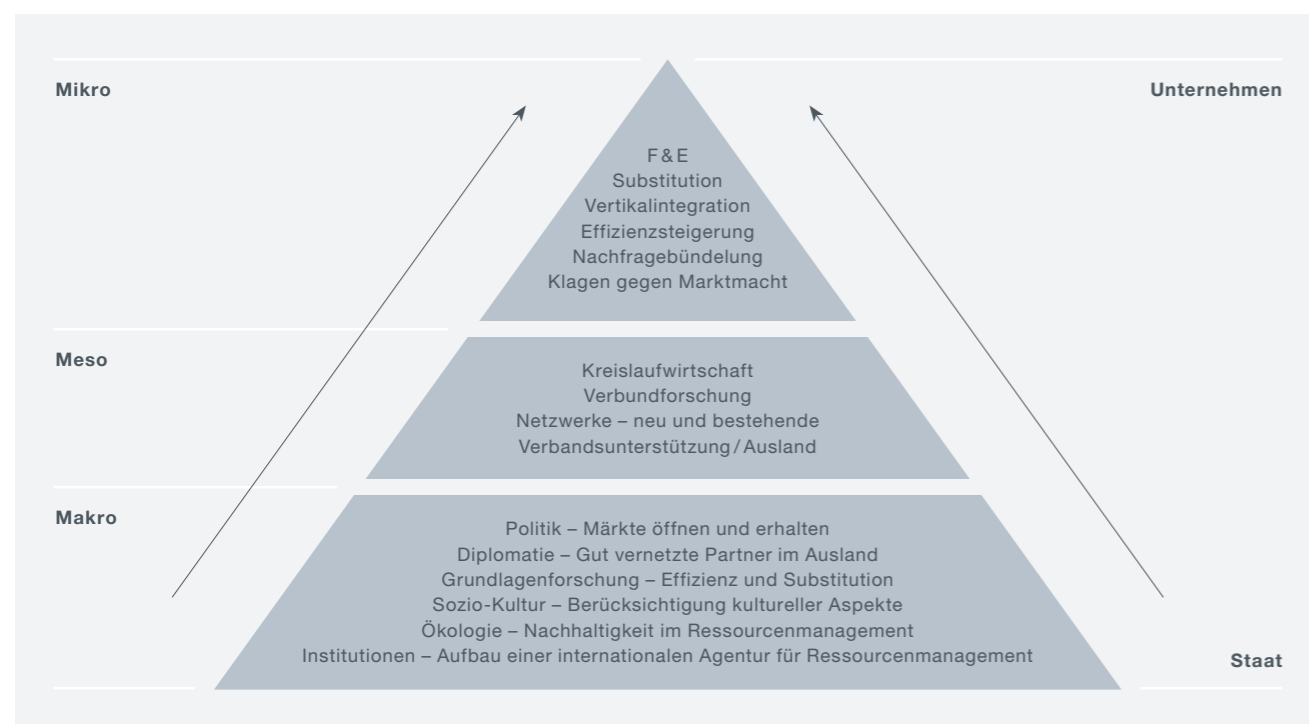 Mikro
Unternehmen
F & E
Substitution
Vertikalintegration
Effizienzsteigerung
Nachfragebündelung
Klagen gegen Marktmacht
Meso
Kreislaufwirtschaft
Verbundforschung
Netzwerke – neu und bestehende
Verbandsunterstützung / Ausland
Makro
Politik – Märkte öffnen und erhalten
Diplomatie – Gut vernetzte Partner im Ausland
Grundlagenforschung – Effizienz und Substitution
Sozio-Kultur – Berücksichtigung kultureller Aspekte
Ökologie – Nachhaltigkeit im Ressourcenmanagement
Institutionen – Aufbau einer internationalen Agentur für Ressourcenmanagement
Staat